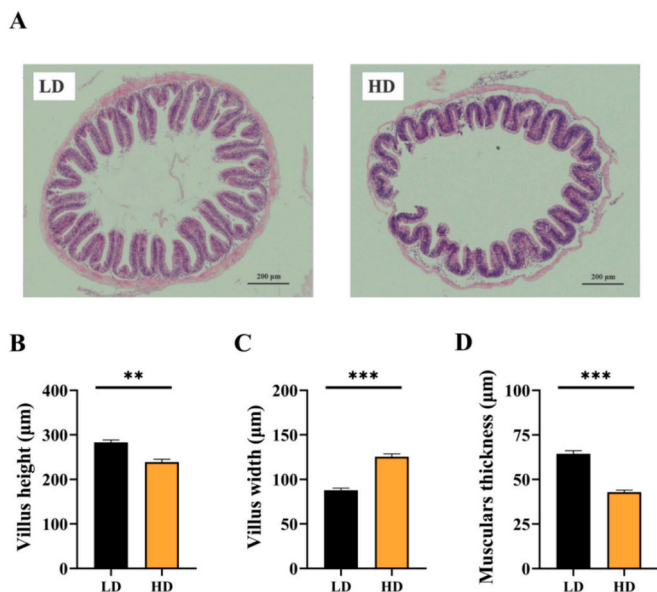 A
LD
HD
200 μm
200 μm
B
C
D
**
***
***
Villus height (μm)
400
300
200
100
0
LD HD
Villus width (μm)
200
150
100
50
0
LD HD
Musculars thickness (μm)
100
75
50
25
0
LD HD